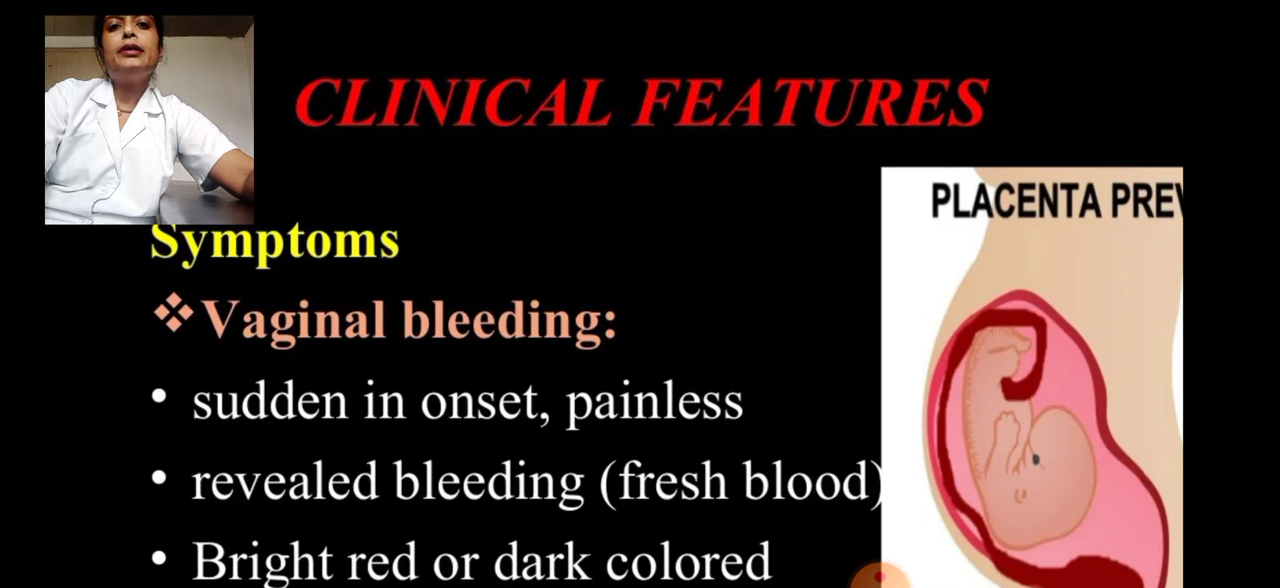 CLINICAL FEATURES
PLACENTA PREV
Symptoms
❖Vaginal bleeding:
• sudden in onset, painless
• revealed bleeding (fresh blood)
• Bright red or dark colored